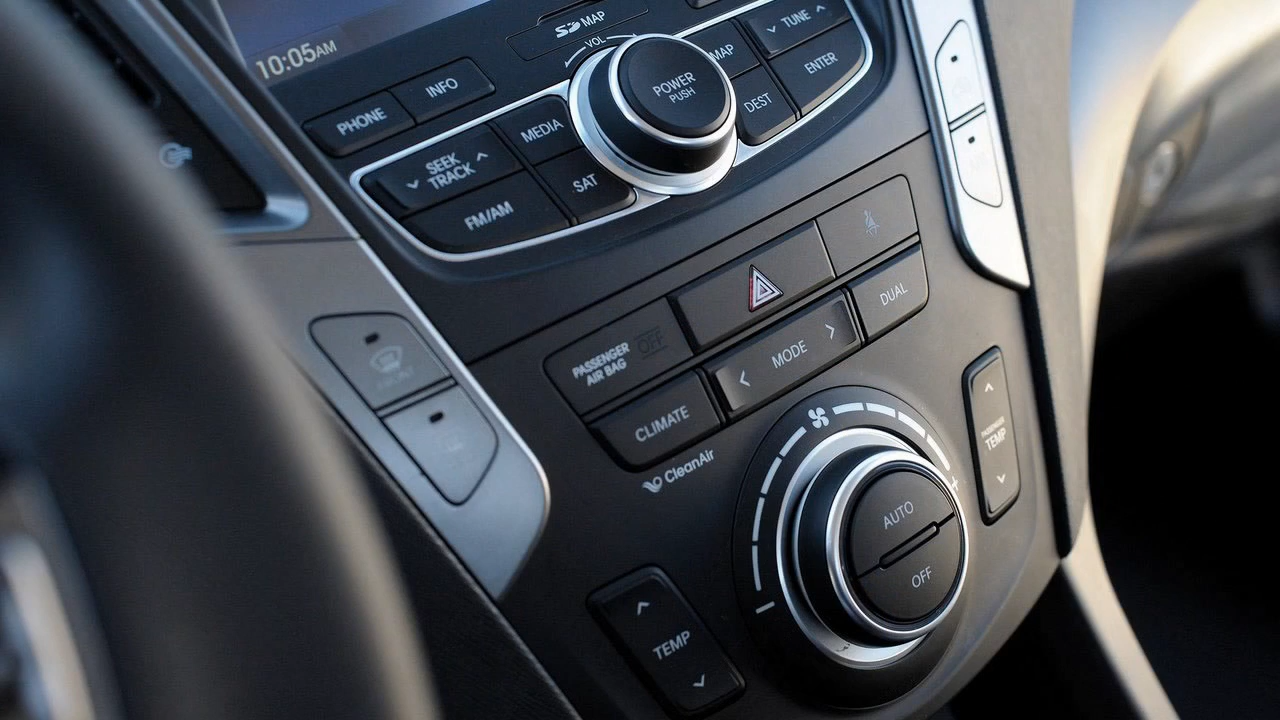 10:05AM
SD MAP
VOL
PHONE
INFO
SEEK
TRACK
MEDIA
FM/AM
SAT
POWER
PUSH
MAP
TUNE
DEST
ENTER
PASSENGER
AIR BAG
OFF
CLIMATE
MODE
DUAL
CleanAir
AUTO
OFF
TEMP
PASSENGER
TEMP